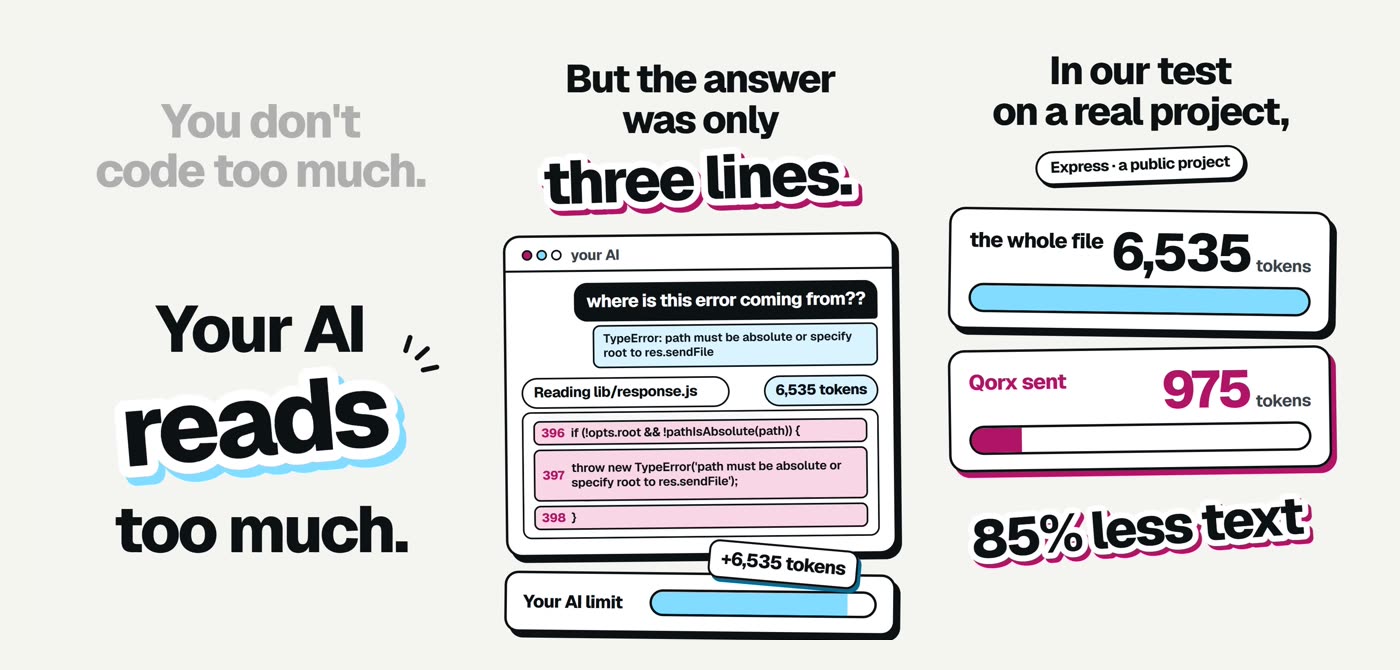 You don't
code too much.
Your AI
reads
too much.
But the answer
was only
three lines.
your AI
where is this error coming from??
TypeError: path must be absolute or specify
root to res.sendFile
Reading lib/response.js
6,535 tokens
396 if (!opts.root && !pathIsAbsolute(path)) {
397 throw new TypeError('path must be absolute or
specify root to res.sendFile');
398 }
+6,535 tokens
Your AI limit
In our test
on a real project,
Express · a public project
the whole file 6,535 tokens
Qorx sent 975 tokens
85% less text